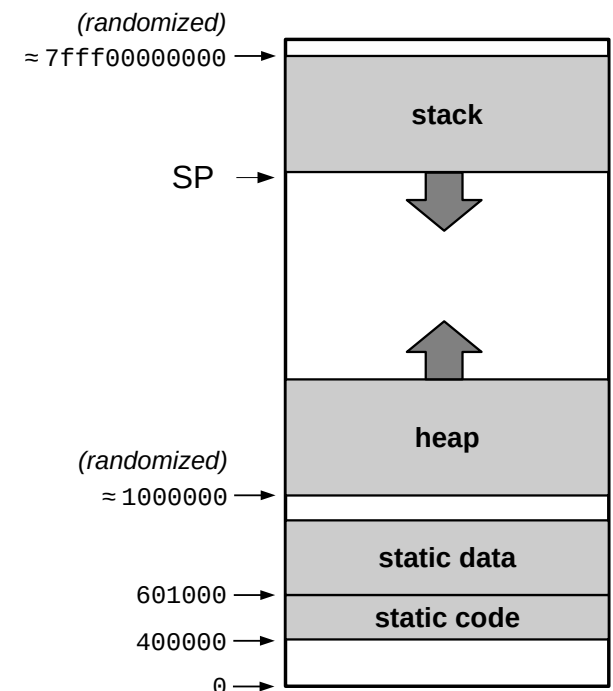 (randomized)
≈ 7fff00000000
stack
SP
heap
(randomized)
≈ 1000000
static data
601000
static code
400000
0